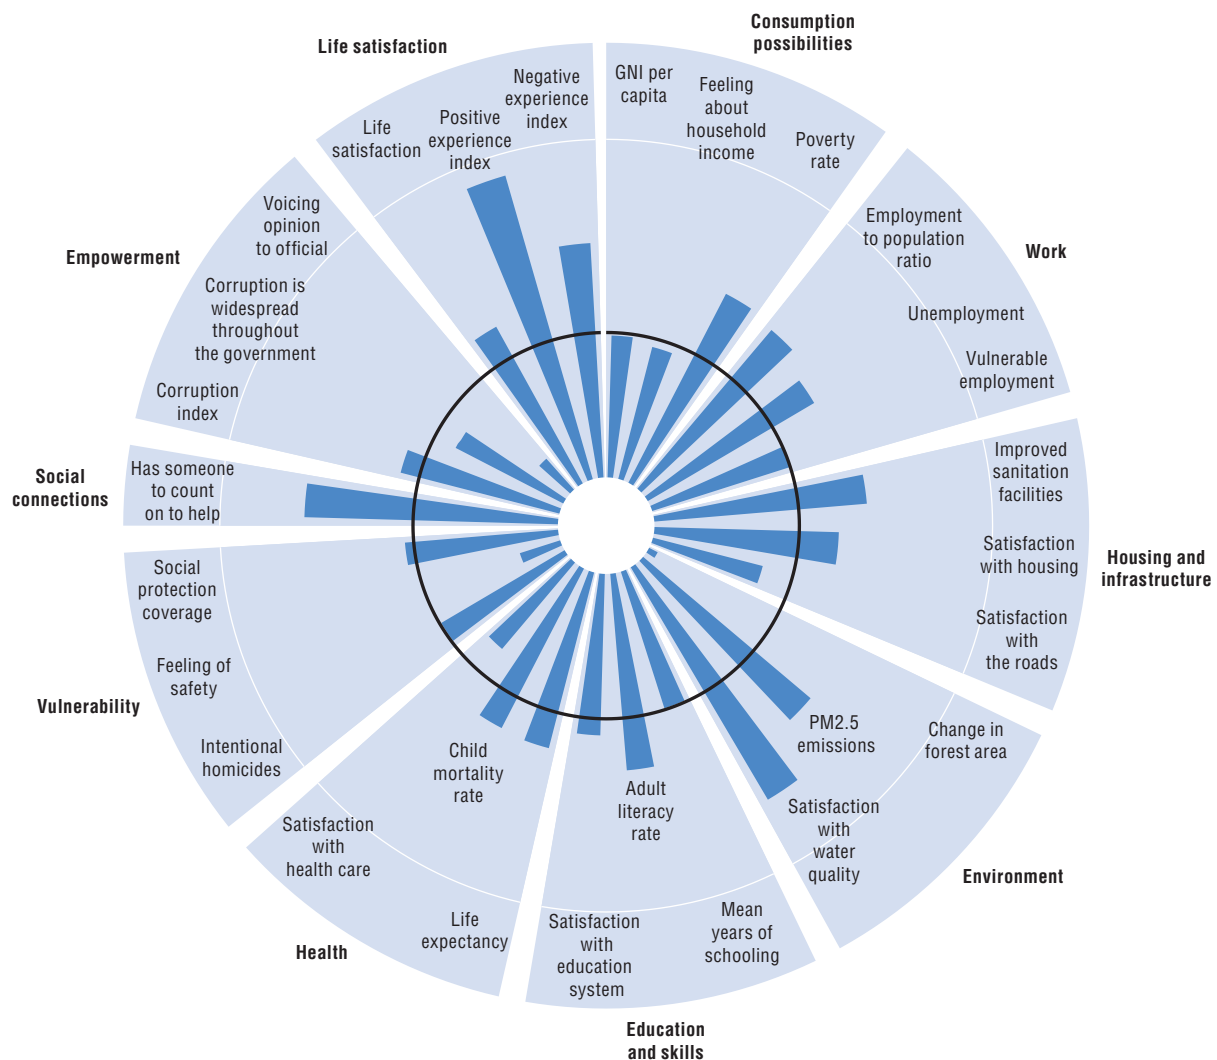 Consumption
possibilities
GNI per
capita
Feeling
about
household
income
Poverty
rate
Work
Employment
to population
ratio
Unemployment
Vulnerable
employment
Housing and
infrastructure
Improved
sanitation
facilities
Satisfaction
with housing
Satisfaction
with
the roads
Environment
Change in
forest area
PM2.5
emissions
Satisfaction
with
water
quality
Education
and skills
Mean
years of
schooling
Adult
literacy
rate
Satisfaction
with
education
system
Health
Life
expectancy
Child
mortality
rate
Satisfaction
with
health care
Vulnerability
Intentional
homicides
Feeling of
safety
Social
protection
coverage
Social
connections
Has someone
to count
on to help
Empowerment
Corruption
index
Corruption is
widespread
throughout
the government
Voicing
opinion
to official
Life satisfaction
Life
satisfaction
Positive
experience
index
Negative
experience
index